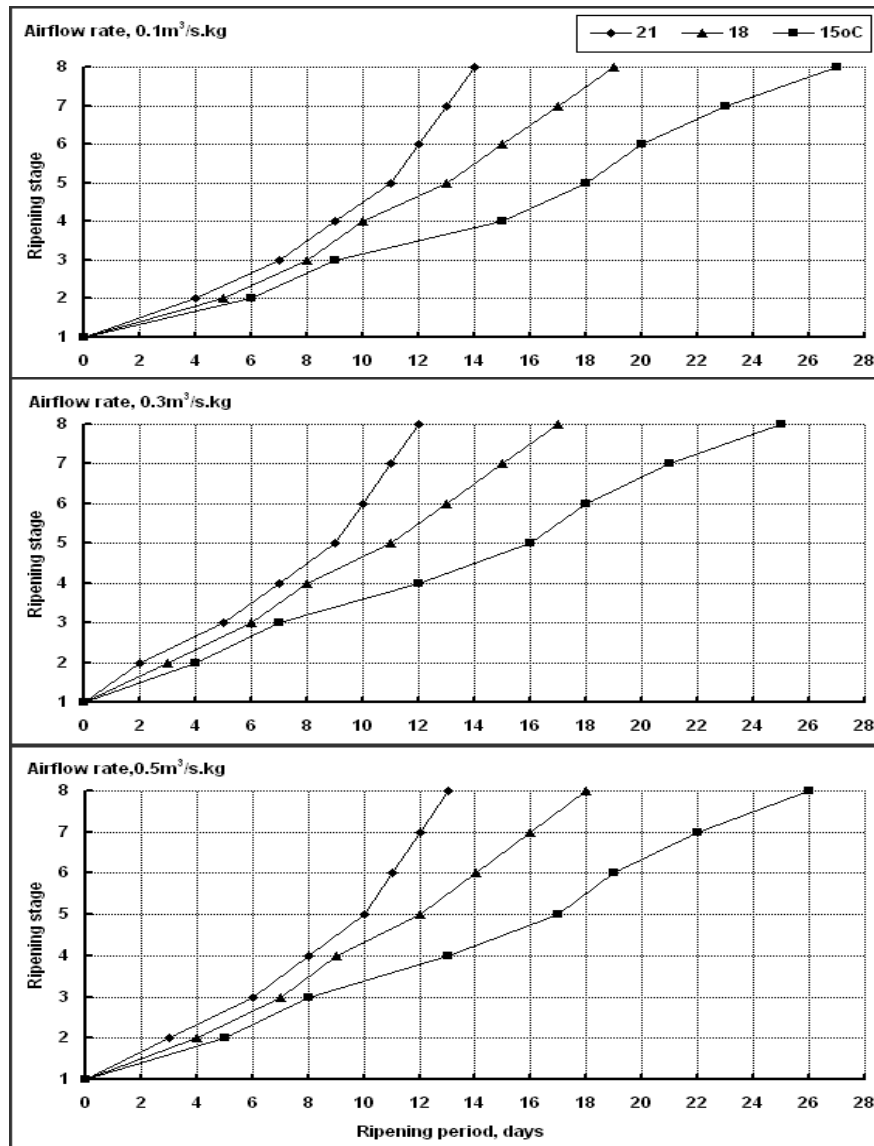 Airflow rate, 0.1m³/s.kg
21 18 15oC
8
7
6
5
4
3
2
1
Ripening stage
0 2 4 6 8 10 12 14 16 18 20 22 24 26 28
Airflow rate, 0.3m³/s.kg
8
7
6
5
4
3
2
1
Ripening stage
0 2 4 6 8 10 12 14 16 18 20 22 24 26 28
Airflow rate,0.5m³/s.kg
8
7
6
5
4
3
2
1
Ripening stage
0 2 4 6 8 10 12 14 16 18 20 22 24 26 28
Ripening period, days